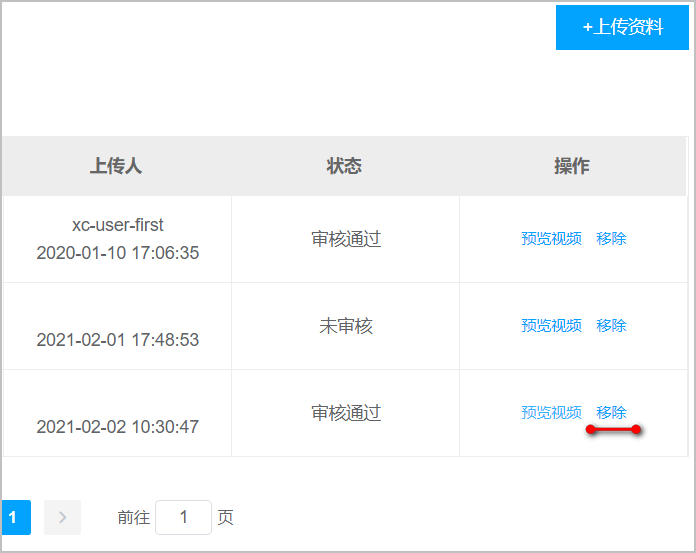 +上传资料
上传人 状态 操作
xc-user-first
2020-01-10 17:06:35 审核通过 预览视频 移除
2021-02-01 17:48:53 未审核 预览视频 移除
2021-02-02 10:30:47 审核通过 预览视频 移除
1 > 前往 1 页